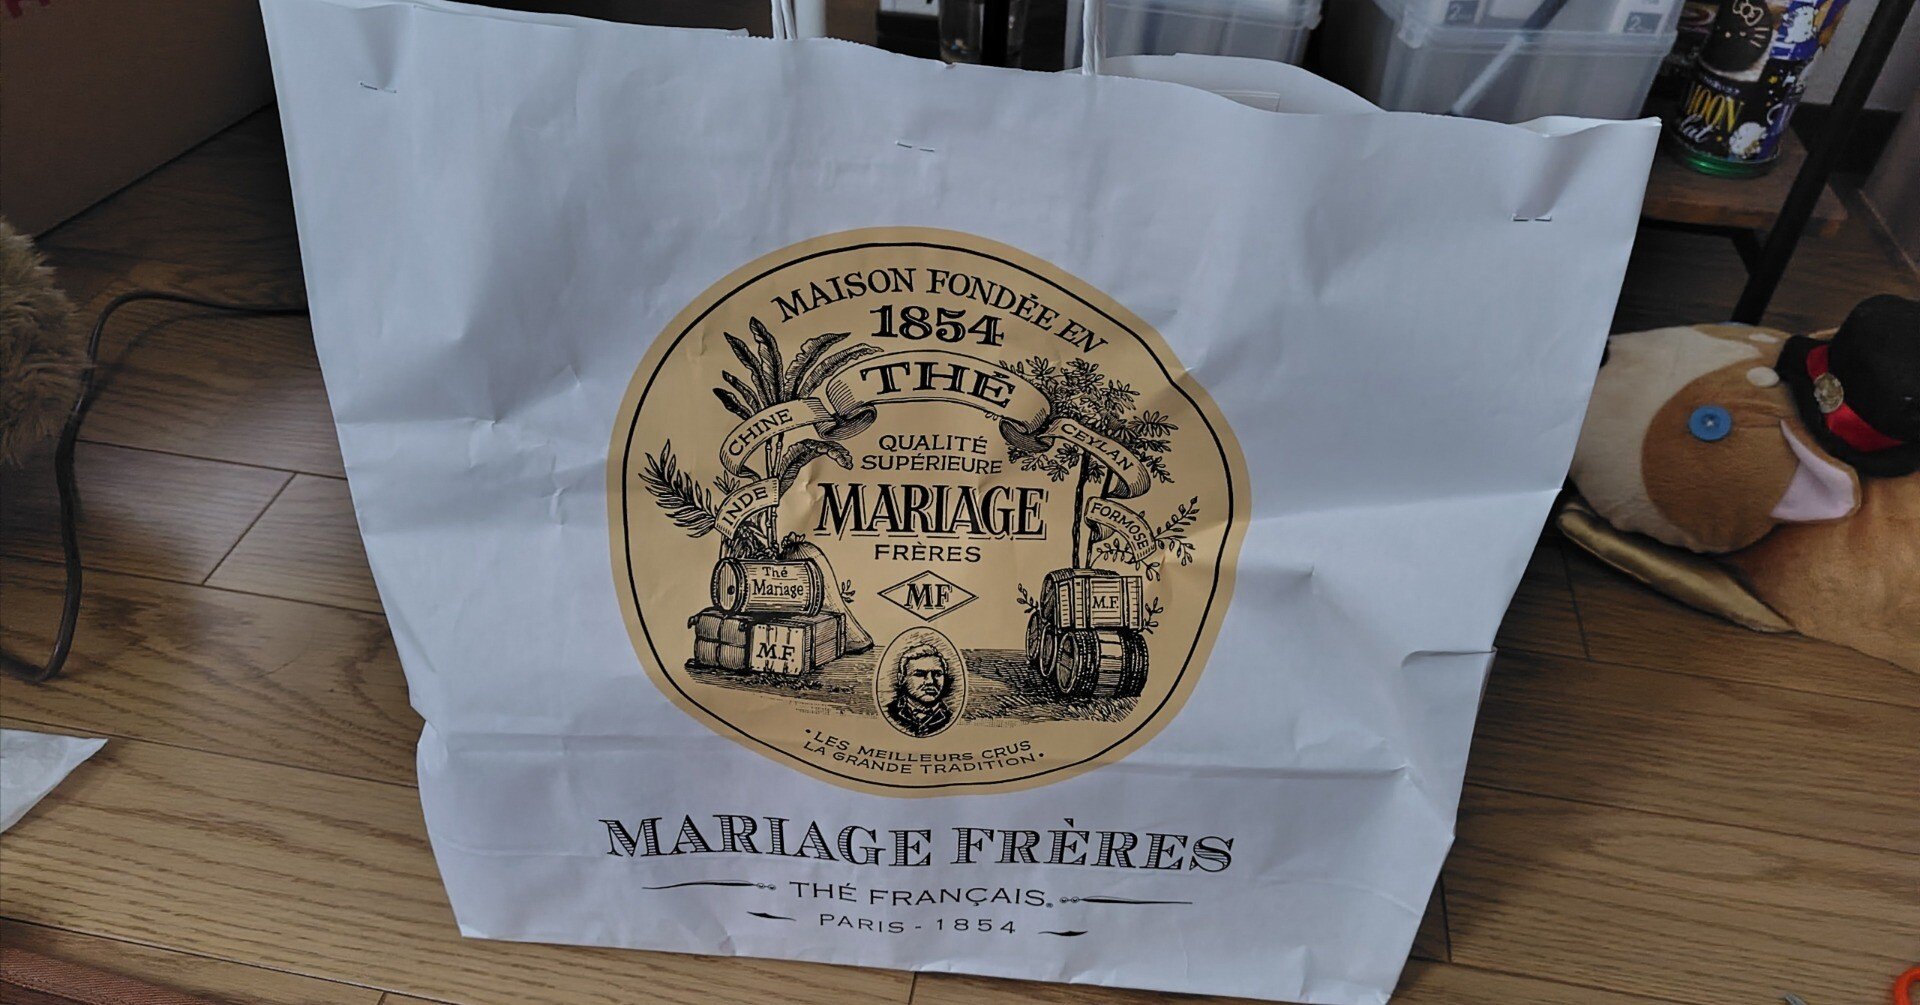 MAISON FONDÉE EN
1854
THÉ
CHINE
CEYLAN
INDE
FORMOSE
QUALITÉ
SUPÉRIEURE
MARIAGE
FRÈRES
MF
Thé
Mariage
M.F.
M.F.
• LES MEILLEURS CRUS
LA GRANDE TRADITION •
MARIAGE FRÈRES
THÉ FRANÇAIS®
PARIS - 1854
MOON